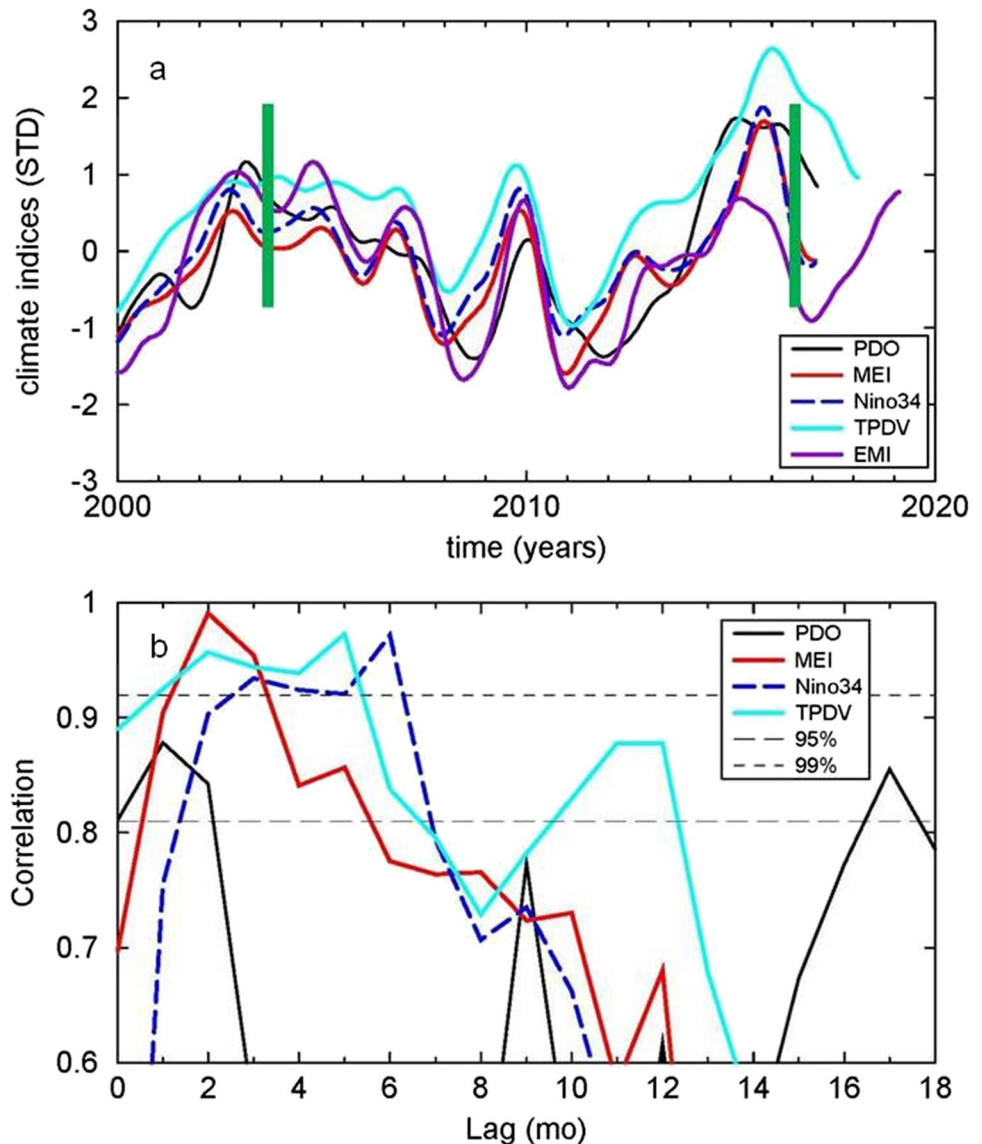 3
a
2
1
0
-1
-2
-3
climate indices (STD)
PDO
MEI
Nino34
TPDV
EMI
2000
2010
2020
time (years)
1
b
0.9
0.8
0.7
0.6
Correlation
PDO
MEI
Nino34
TPDV
95%
99%
0 2 4 6 8 10 12 14 16 18
Lag (mo)